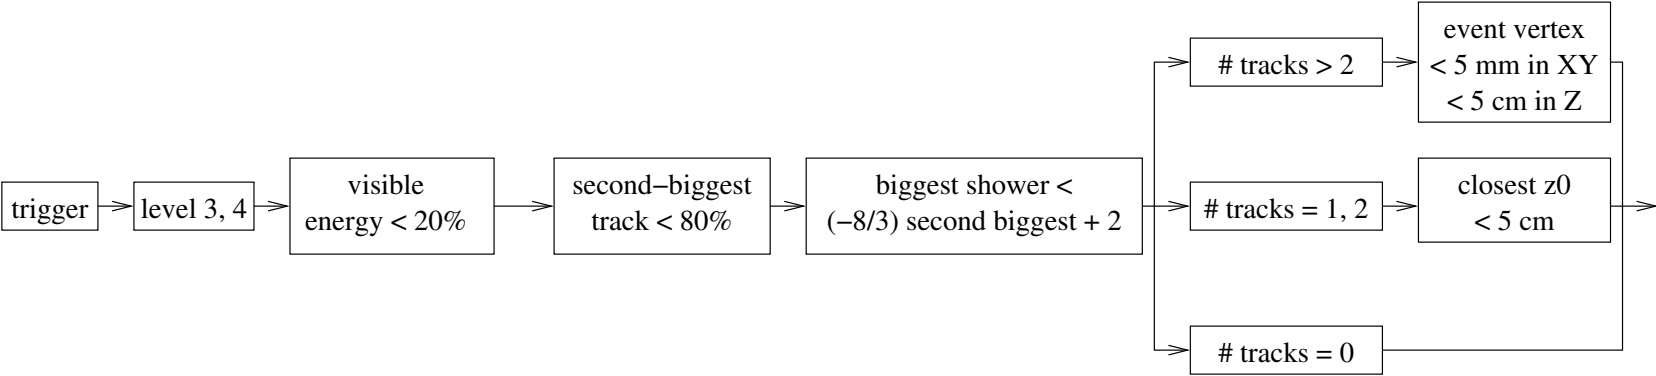 trigger
level 3, 4
visible
energy < 20%
second−biggest
track < 80%
biggest shower <
(−8/3) second biggest + 2
# tracks > 2
event vertex
< 5 mm in XY
< 5 cm in Z
# tracks = 1, 2
closest z0
< 5 cm
# tracks = 0